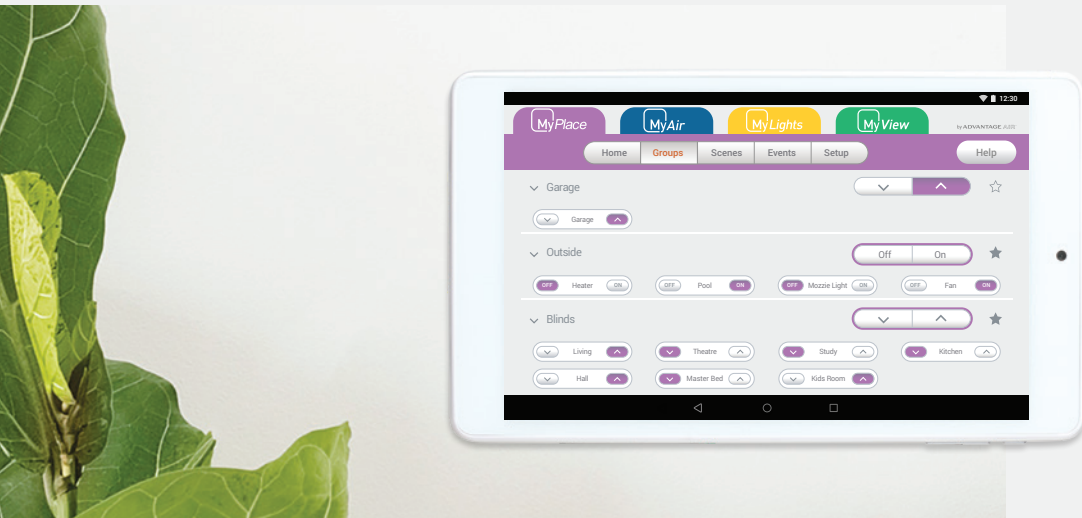 12:30
MyPlace MyAir MyLights MyView by ADVANTAGE AIR
Home Groups Scenes Events Setup Help
Garage
Garage
Outside Off On
OFF Heater ON OFF Pool ON OFF Mozzie Light ON OFF Fan ON
Blinds
Living Theatre Study Kitchen
Hall Master Bed Kids Room